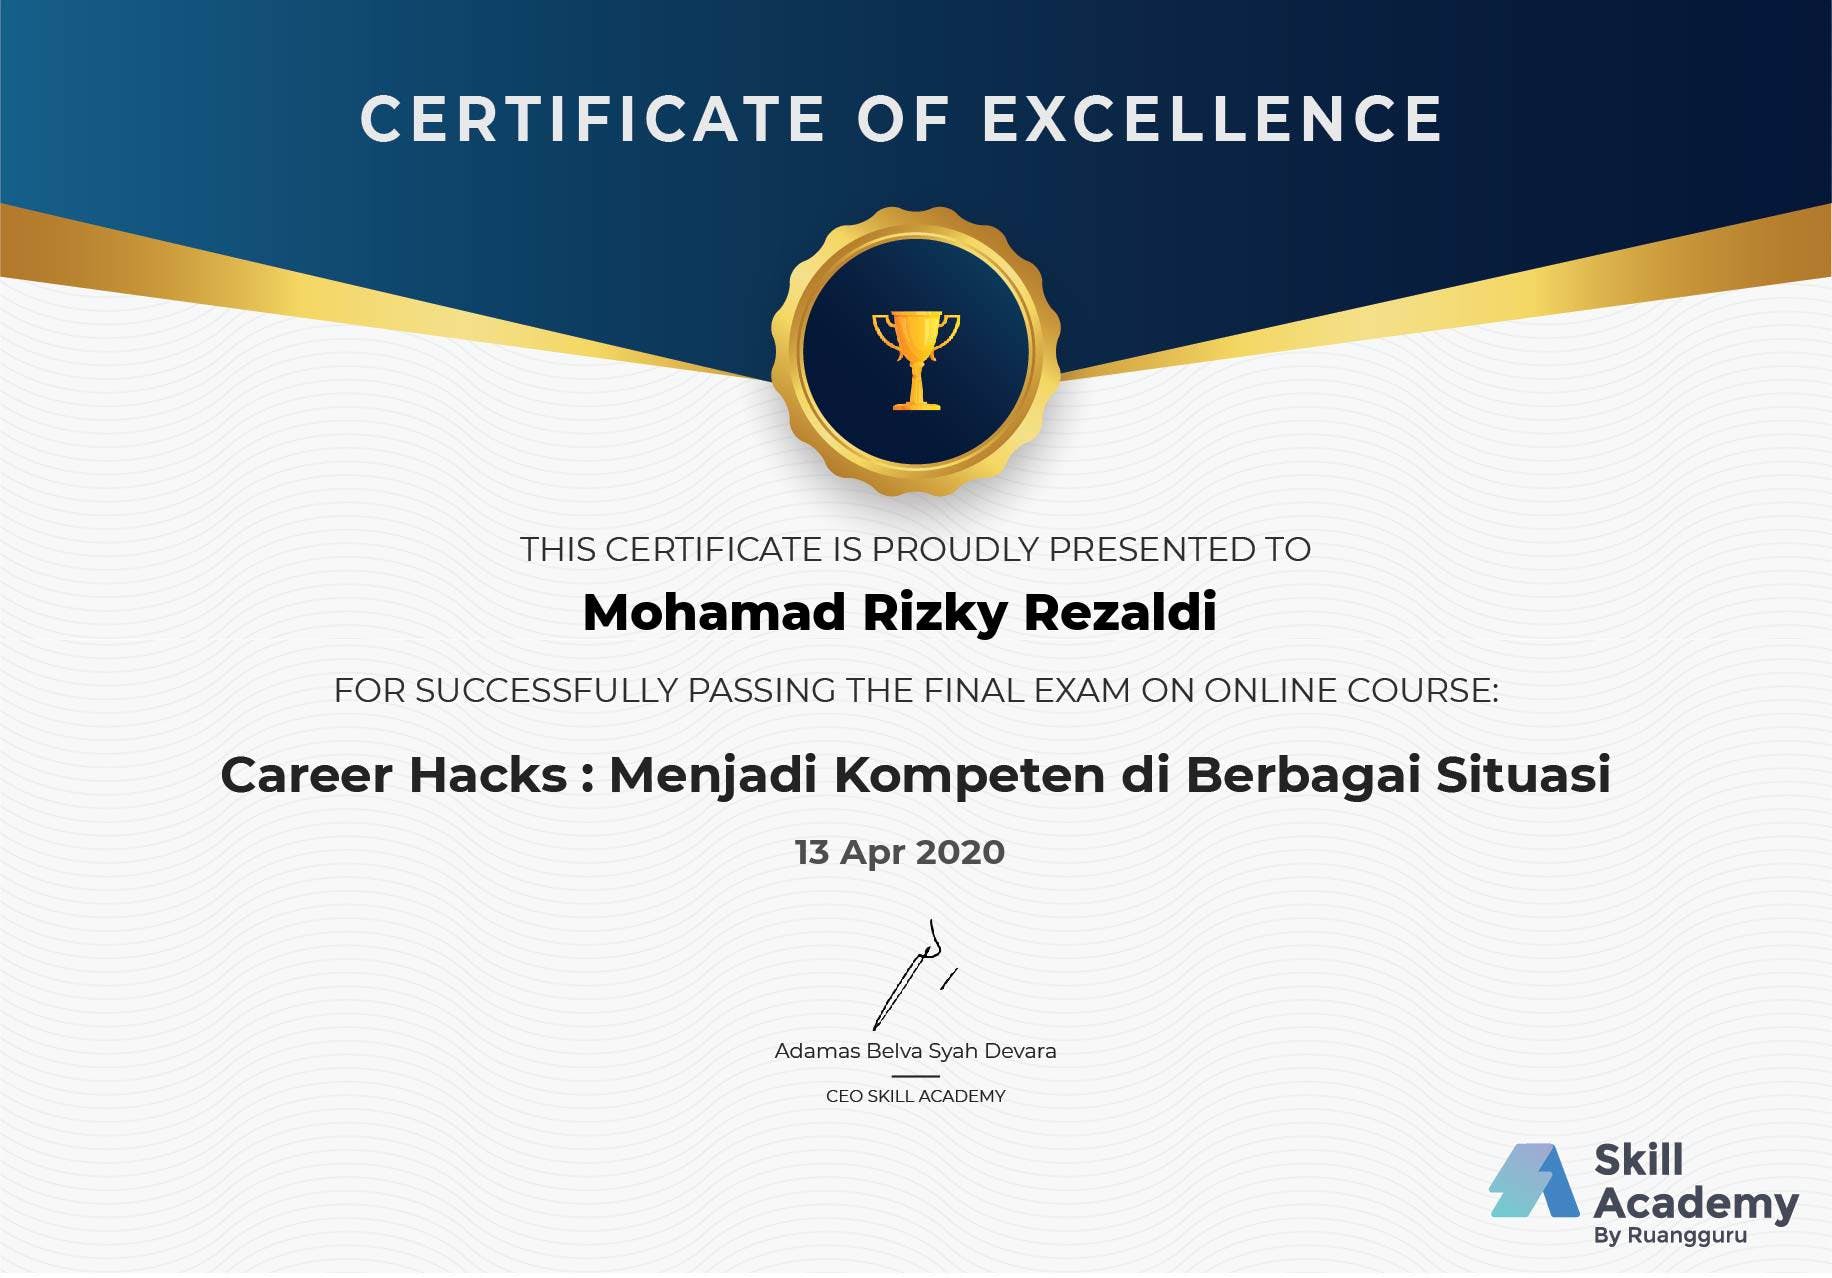 CERTIFICATE OF EXCELLENCE
THIS CERTIFICATE IS PROUDLY PRESENTED TO
Mohamad Rizky Rezaldi
FOR SUCCESSFULLY PASSING THE FINAL EXAM ON ONLINE COURSE:
Career Hacks : Menjadi Kompeten di Berbagai Situasi
13 Apr 2020
Adamas Belva Syah Devara
CEO SKILL ACADEMY
Skill
Academy
By Ruangguru